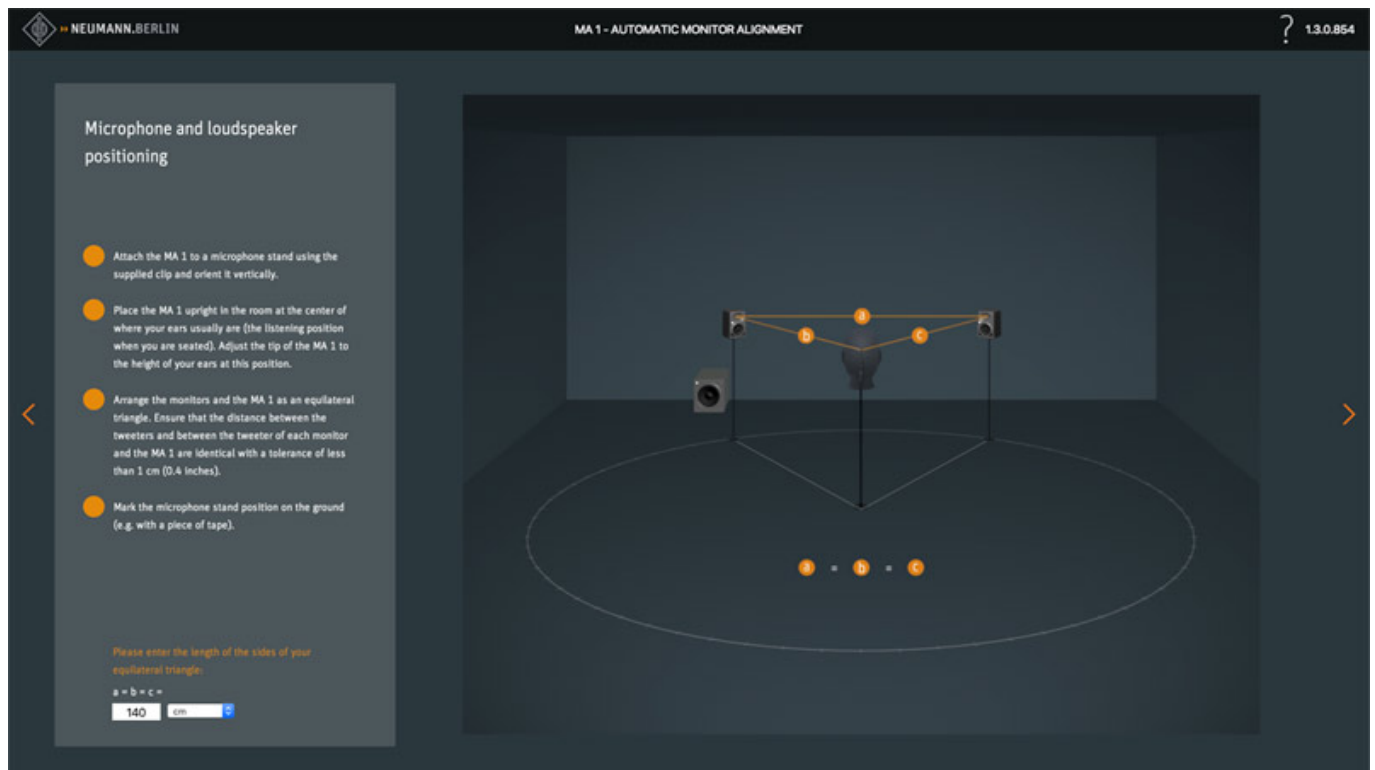 NEUMANN.BERLIN
MA 1 - AUTOMATIC MONITOR ALIGNMENT
? 1.3.0.854
Microphone and loudspeaker
positioning
Attach the MA 1 to a microphone stand using the
supplied clip and orient it vertically.
Place the MA 1 upright in the room at the center of
where your ears usually are (the listening position
when you are seated). Adjust the tip of the MA 1 to
the height of your ears at this position.
Arrange the monitors and the MA 1 as an equilateral
triangle. Ensure that the distance between the
tweeters and between the tweeter of each monitor
and the MA 1 are identical with a tolerance of less
than 1 cm (0.4 inches).
Mark the microphone stand position on the ground
(e.g. with a piece of tape).
Please enter the length of the sides of your
equilateral triangle:
a = b = c =
140 cm
a
b c
a = b = c